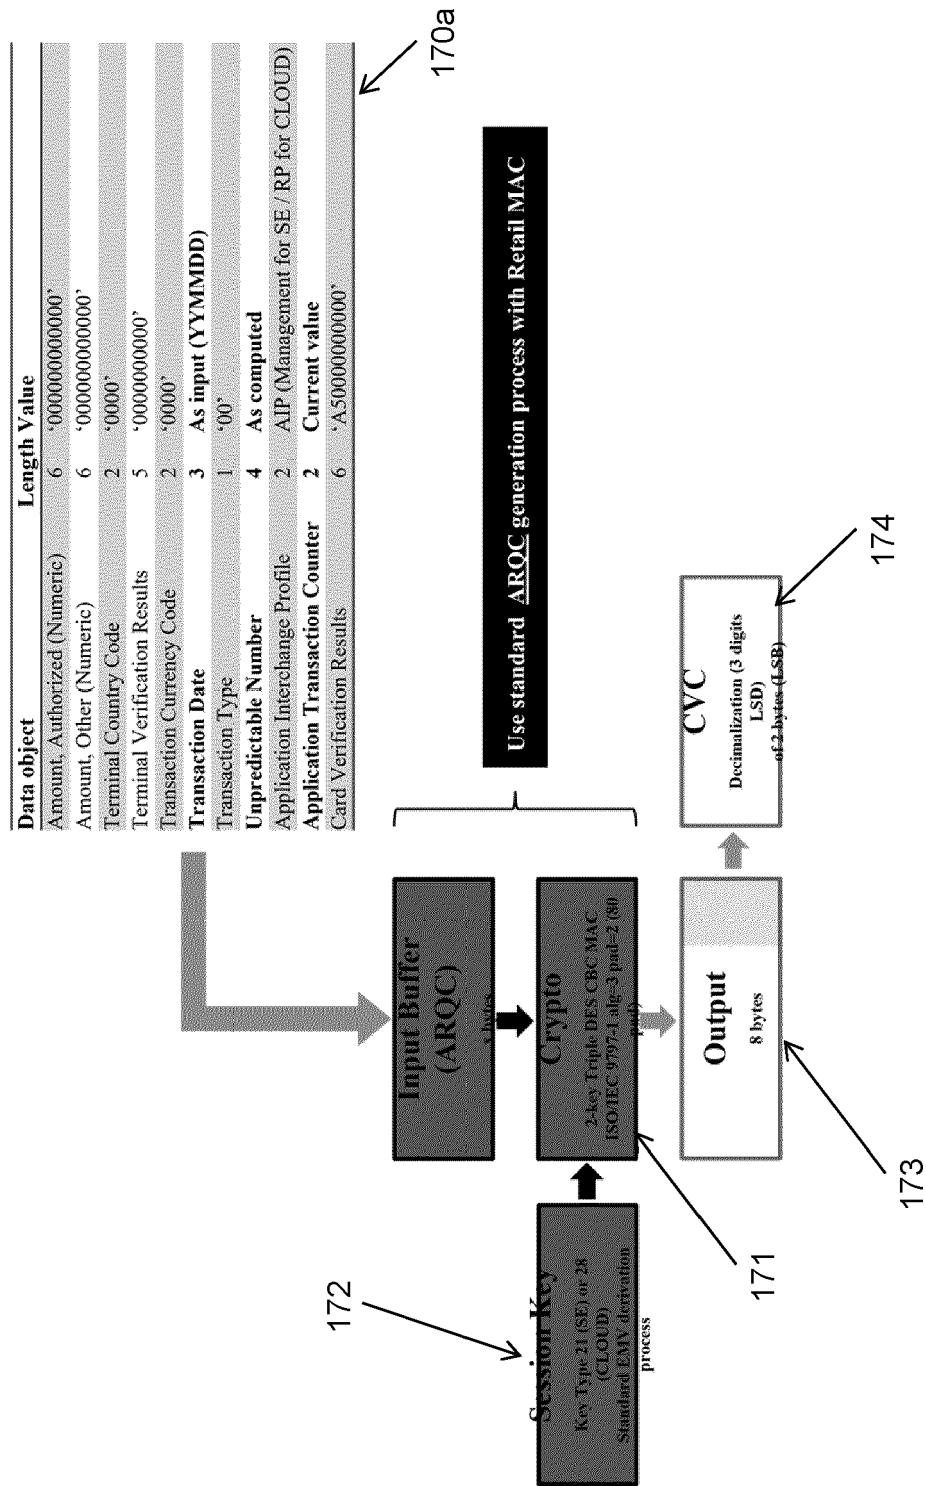 Data object Length Value
Amount, Authorized (Numeric) 6 ‘000000000000’
Amount, Other (Numeric) 6 ‘000000000000’
Terminal Country Code 2 ‘0000’
Terminal Verification Results 5 ‘0000000000’
Transaction Currency Code 2 ‘0000’
Transaction Date 3 As input (YYMMDD)
Transaction Type 1 ‘00’
Unpredictable Number 4 As computed
Application Interchange Profile 2 AIP (Management for SE / RP for CLOUD)
Application Transaction Counter 2 Current value
Card Verification Results 6 ‘A50000000000’
170a
Input Buffer
(ARQC)
bytes
Use standard ARQC generation process with Retail MAC
172
Session Key
Key Type 21 (SE) or 28
(CLOUD)
Standard EMV derivation
process
Crypto
2-key Triple DES CBC MAC
ISO/IEC 9797-1 alg=3 pad=2 (80
pad)
171
Output
8 bytes
173
CVC
Decimalization (3 digits
LSD)
of 2 bytes (LSB)
174